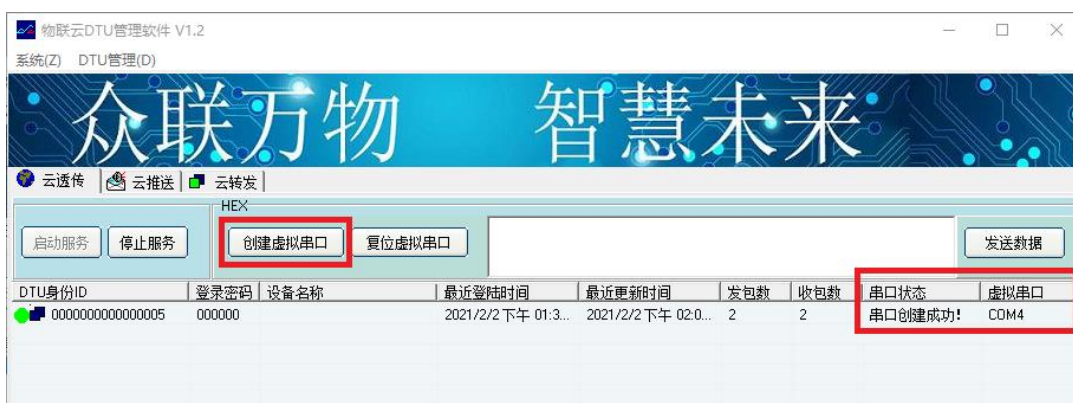 物联云DTU管理软件 V1.2
系统(Z) DTU管理(D)
众联万物 智慧未来
云透传 云推送 云转发
HEX
启动服务 停止服务 创建虚拟串口 复位虚拟串口 发送数据
DTU身份ID 登录密码 设备名称 最近登陆时间 最近更新时间 发包数 收包数 串口状态 虚拟串口
0000000000000005 000000 2021/2/2 下午 01:3... 2021/2/2 下午 02:0... 2 2 串口创建成功! COM4